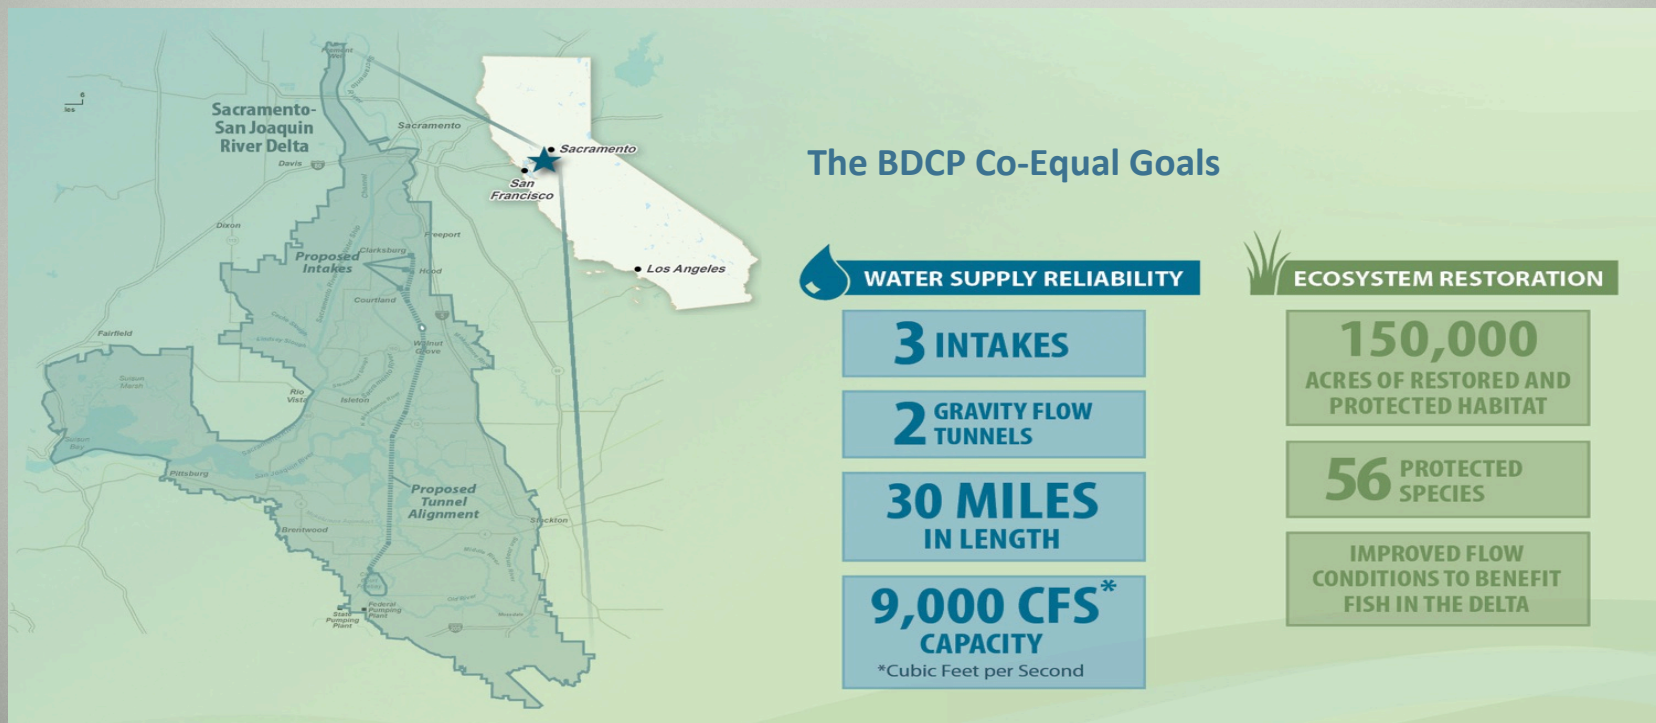 Sacramento-
San Joaquin
River Delta
Sacramento
Davis
Dixon
Freeport
Clarksburg
Proposed
Intakes
Hood
Courtland
Fairfield
Walnut
Grove
Suisun
Marsh
Rio
Vista
Isleton
Suisun
Bay
Pittsburg
Proposed
Tunnel
Alignment
Brentwood
Stockton
State
Pumping
Plant
Federal
Pumping
Plant
Sacramento
San
Francisco
Los Angeles
The BDCP Co-Equal Goals
WATER SUPPLY RELIABILITY
3 INTAKES
2 GRAVITY FLOW
TUNNELS
30 MILES
IN LENGTH
9,000 CFS*
CAPACITY
*Cubic Feet per Second
ECOSYSTEM RESTORATION
150,000
ACRES OF RESTORED AND
PROTECTED HABITAT
56 PROTECTED
SPECIES
IMPROVED FLOW
CONDITIONS TO BENEFIT
FISH IN THE DELTA